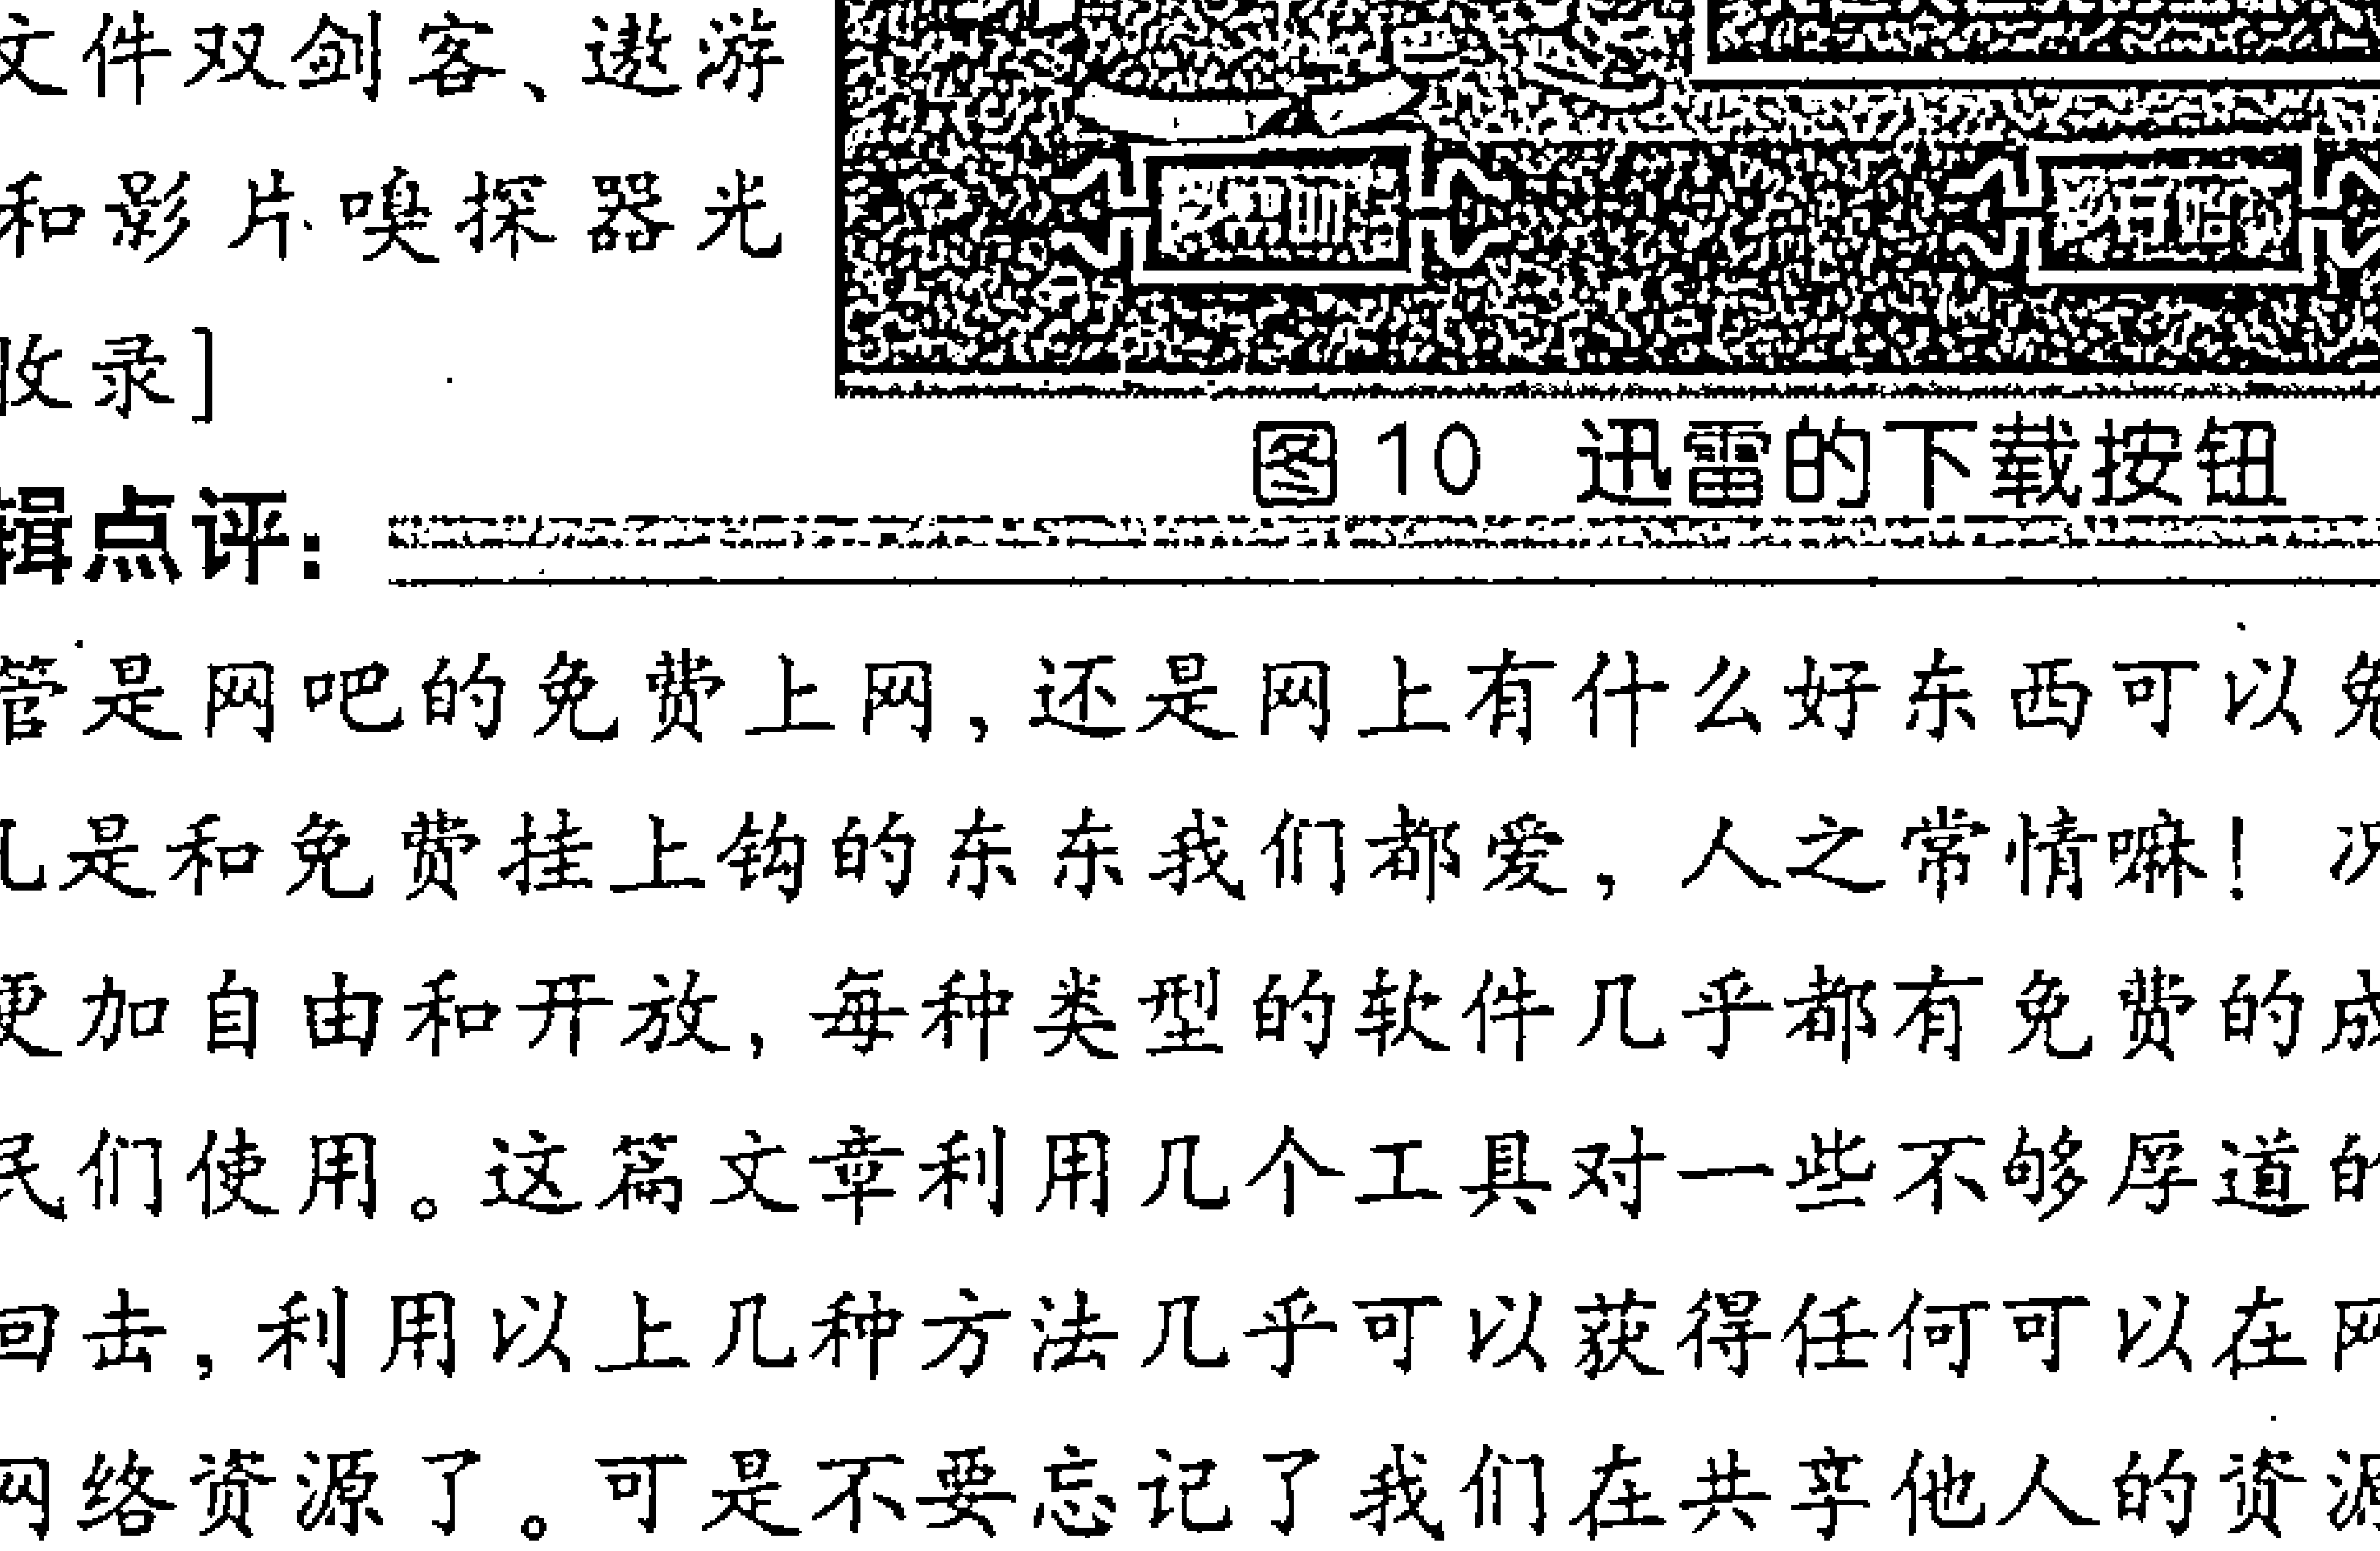 文件双剑客、遨游
和影片嗅探器光
收录]
图10 迅雷的下载按钮
辑点评：
管是网吧的免费上网，还是网上有什么好东西可以免
凡是和免费挂上钩的东东我们都爱，人之常情嘛！况
更加自由和开放，每种类型的软件几乎都有免费的成
民们使用。这篇文章利用几个工具对一些不够厚道的
回击，利用以上几种方法几乎可以获得任何可以在网
网络资源了。可是不要忘记了我们在共享他人的资源